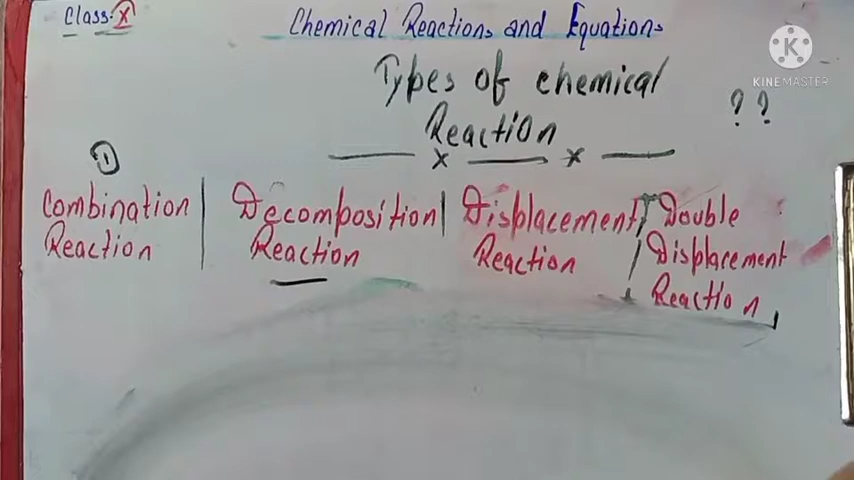 Class-X
Chemical Reactions and Equations
K
KINEMASTER
Types of chemical
Reaction
? ?
x x
1
Combination
Reaction
Decomposition
Reaction
Displacement
Reaction
Double
Displacement
Reaction